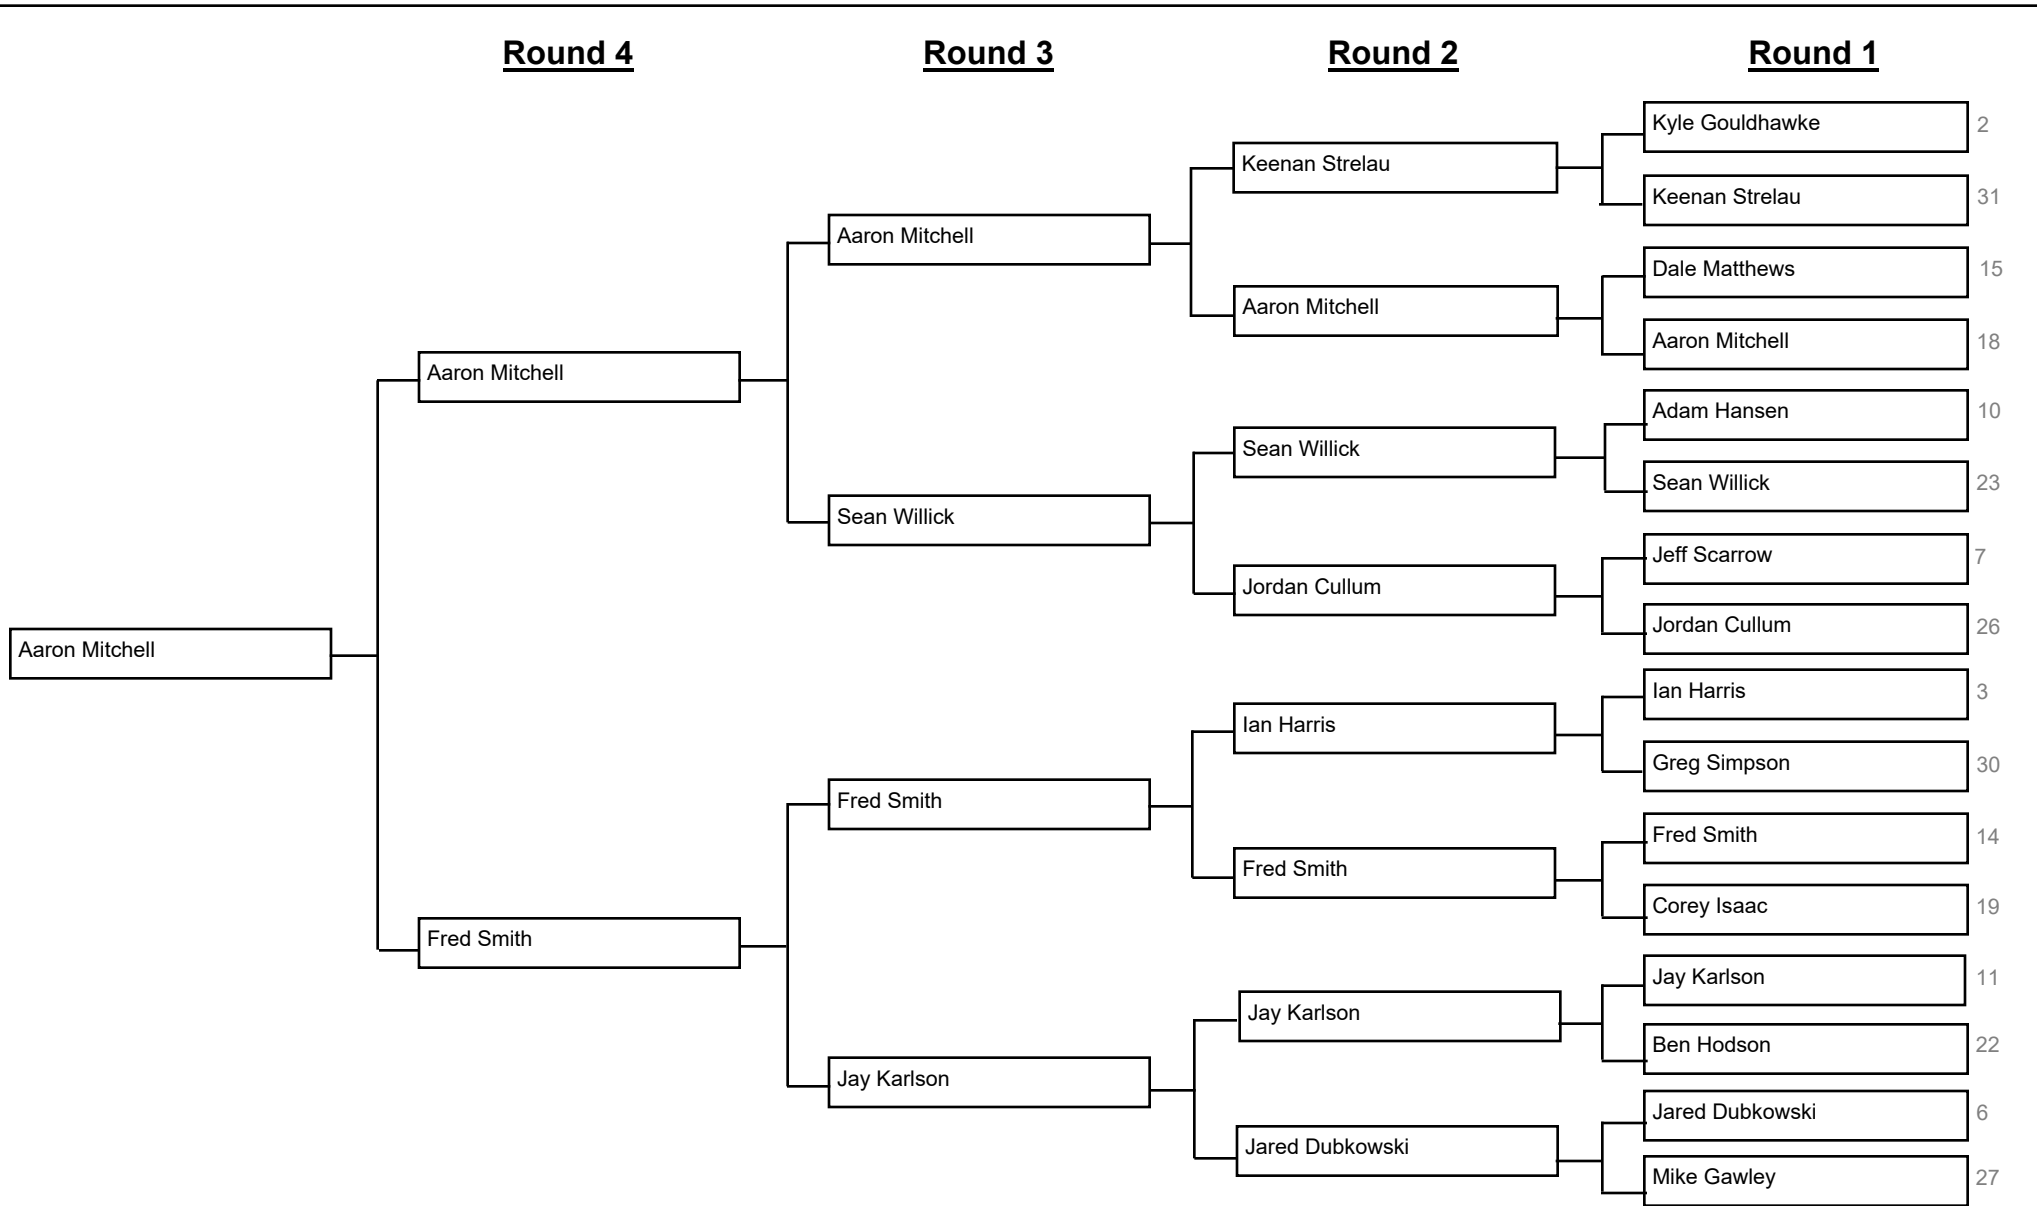 Round 4 Round 3 Round 2 Round 1
Kyle Gouldhawke 2
Keenan Strelau
Keenan Strelau 31
Aaron Mitchell
Dale Matthews 15
Aaron Mitchell
Aaron Mitchell 18
Aaron Mitchell
Adam Hansen 10
Sean Willick
Sean Willick 23
Sean Willick
Jeff Scarrow 7
Jordan Cullum
Jordan Cullum 26
Aaron Mitchell
Ian Harris 3
Ian Harris
Greg Simpson 30
Fred Smith
Fred Smith 14
Fred Smith
Corey Isaac 19
Fred Smith
Jay Karlson 11
Jay Karlson
Ben Hodson 22
Jay Karlson
Jared Dubkowski 6
Jared Dubkowski
Mike Gawley 27